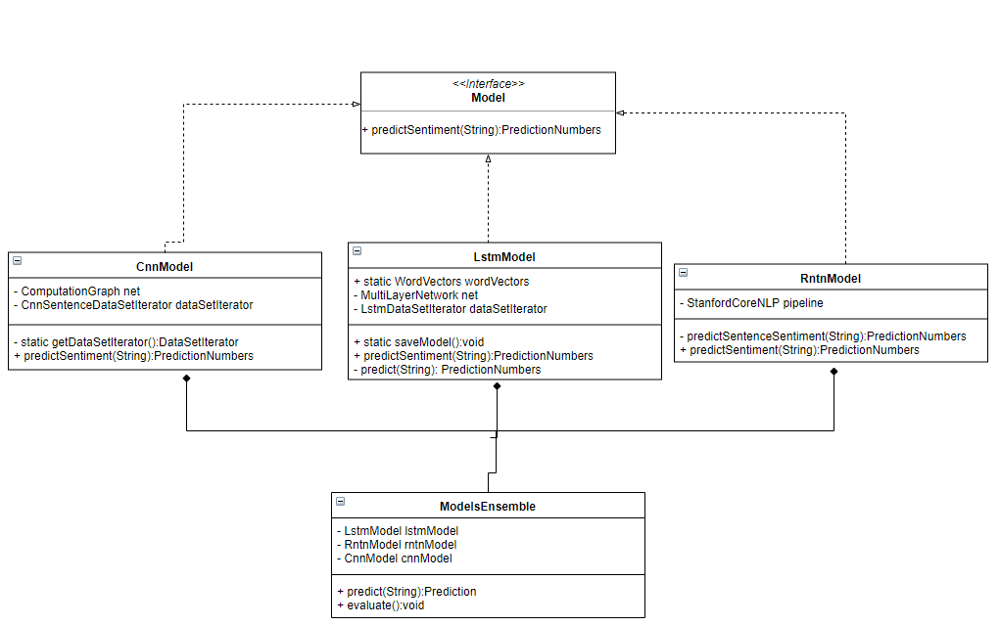 <<Interface>>
Model
+ predictSentiment(String):PredictionNumbers
CnnModel
- ComputationGraph net
- CnnSentenceDataSetIterator dataSetIterator
- static getDataSetIterator():DataSetIterator
+ predictSentiment(String):PredictionNumbers
LstmModel
+ static WordVectors wordVectors
- MultiLayerNetwork net
- LstmDataSetIterator dataSetIterator
+ static saveModel():void
+ predictSentiment(String):PredictionNumbers
- predict(String): PredictionNumbers
RntnModel
- StanfordCoreNLP pipeline
- predictSentenceSentiment(String):PredictionNumbers
+ predictSentiment(String):PredictionNumbers
ModelsEnsemble
- LstmModel lstmModel
- RntnModel rntnModel
- CnnModel cnnModel
+ predict(String):Prediction
+ evaluate():void